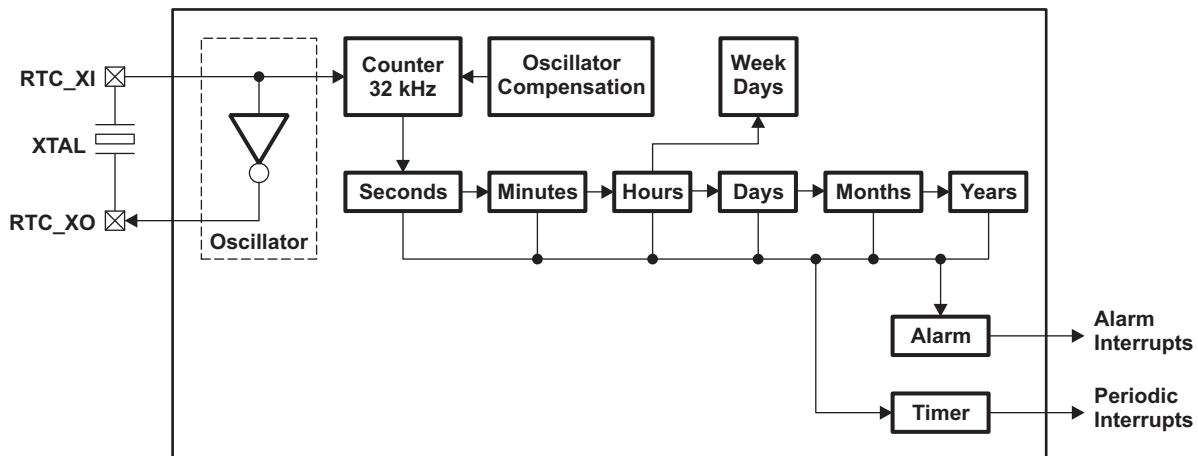 RTC_XI
XTAL
RTC_XO
Oscillator
Counter
32 kHz
Oscillator
Compensation
Week
Days
Seconds
Minutes
Hours
Days
Months
Years
Alarm
Alarm
Interrupts
Timer
Periodic
Interrupts